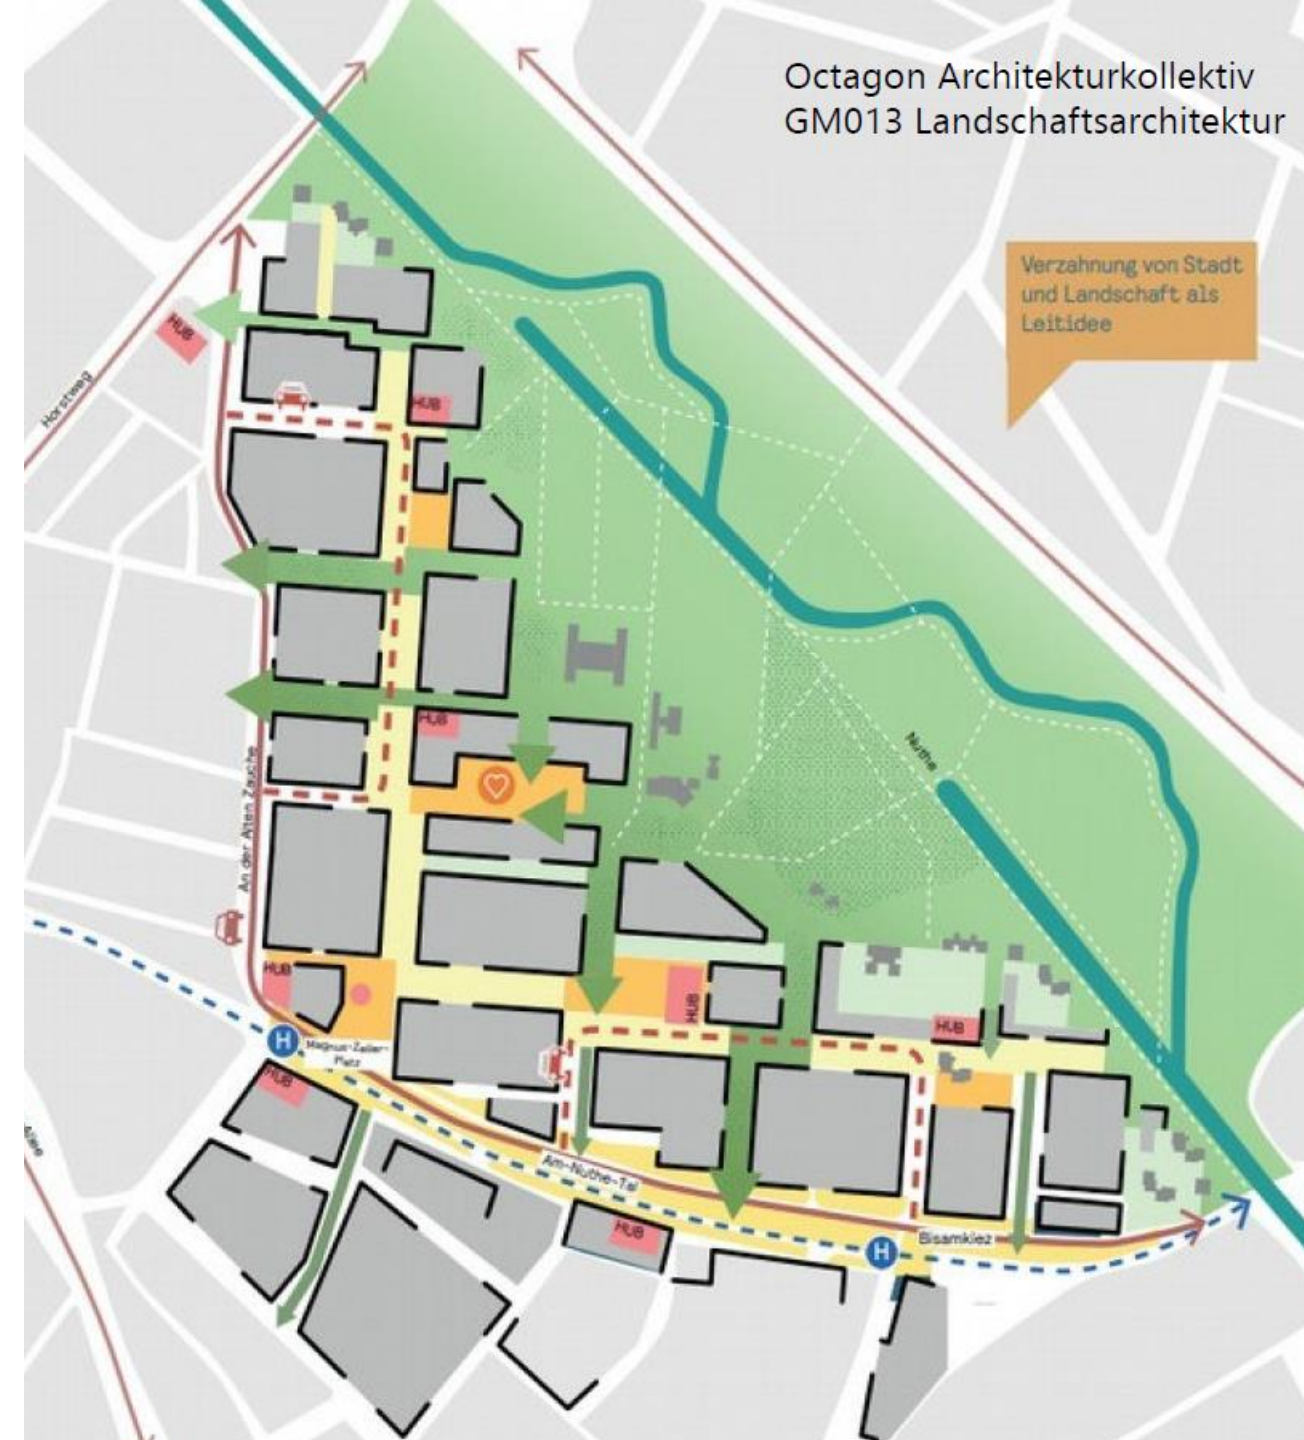 Octagon Architekturkollektiv
GM013 Landschaftsarchitektur
Verzahnung von Stadt
und Landschaft als
Leitidee
HUB
Horstweg
HUB
HUB
Nuthe
An der Alten Zauche
HUB
HUB
HUB
H
Magnus-Zeller-
Platz
HUB
Allee
Am-Nuthe-Tal
HUB
Bisamkiez
H